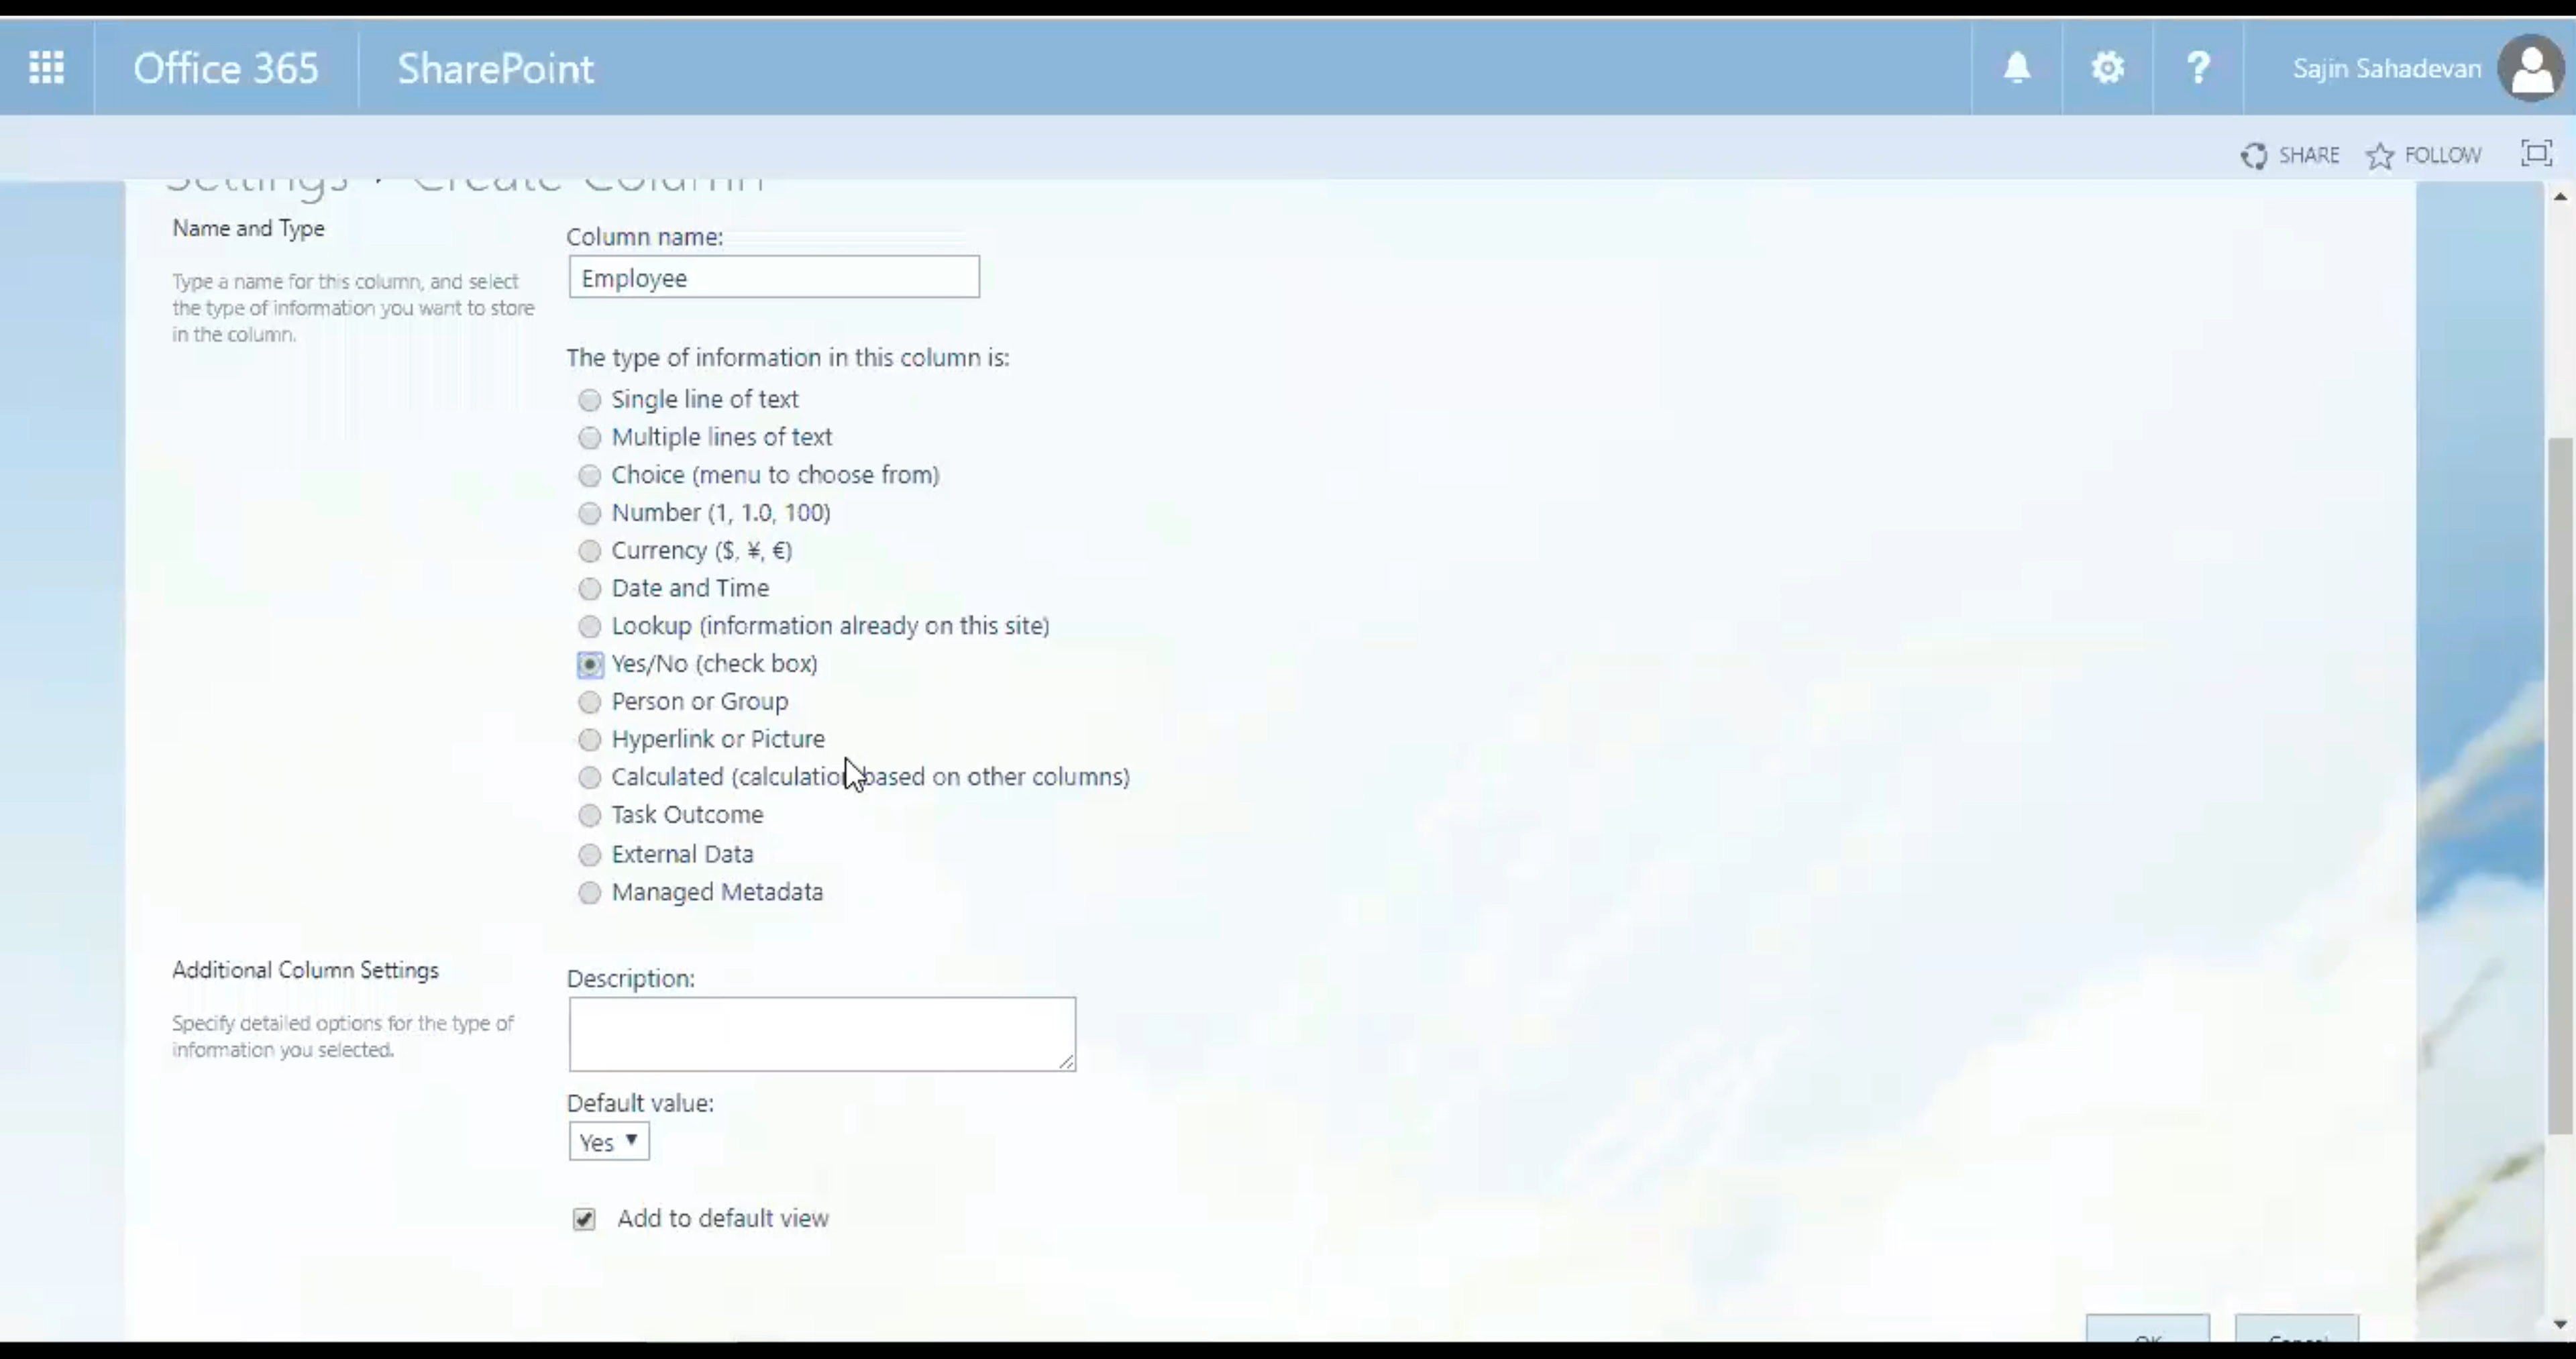 Office 365
SharePoint
Sajin Sahadevan
SHARE
FOLLOW
Settings › Create Column
Name and Type
Type a name for this column, and select
the type of information you want to store
in the column.
Column name:
Employee
The type of information in this column is:
Single line of text
Multiple lines of text
Choice (menu to choose from)
Number (1, 1.0, 100)
Currency ($, ¥, €)
Date and Time
Lookup (information already on this site)
Yes/No (check box)
Person or Group
Hyperlink or Picture
Calculated (calculation based on other columns)
Task Outcome
External Data
Managed Metadata
Additional Column Settings
Specify detailed options for the type of
information you selected.
Description:
Default value:
Yes
Add to default view
OK
Cancel